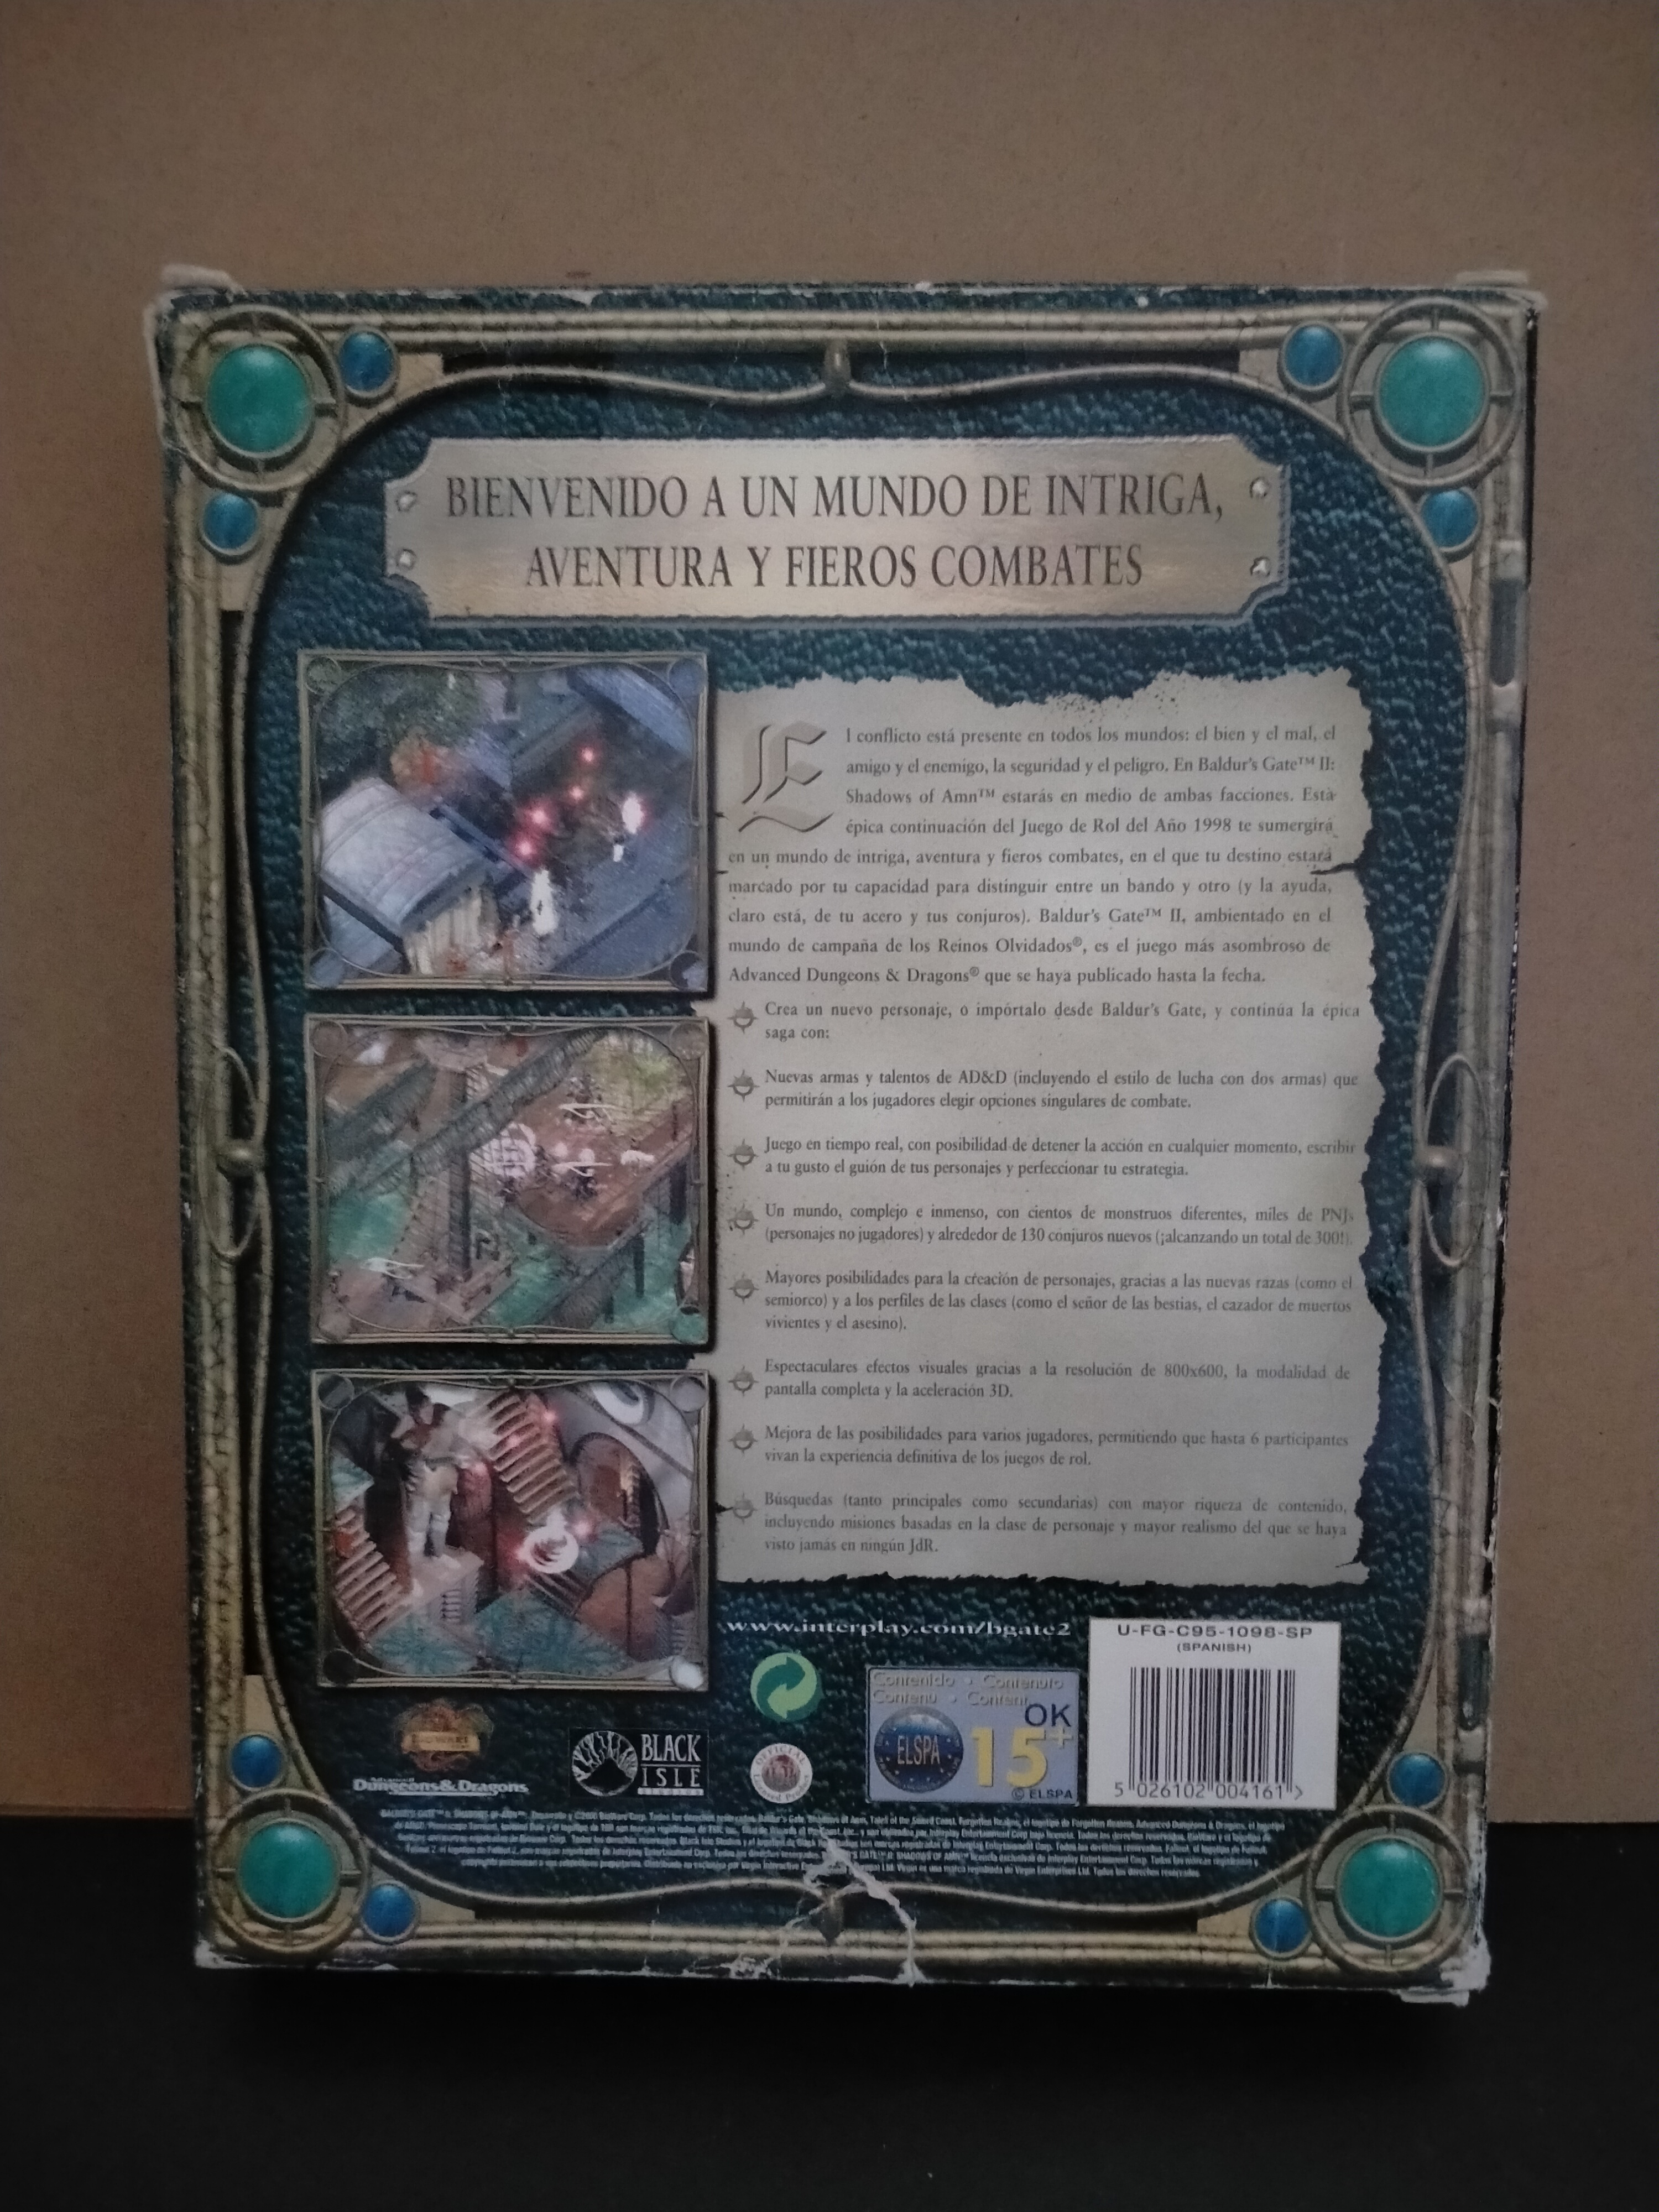 BIENVENIDO A UN MUNDO DE INTRIGA,
AVENTURA Y FIEROS COMBATES
El conflicto está presente en todos los mundos: el bien y el mal, el
amigo y el enemigo, la seguridad y el peligro. En Baldur's Gate™ II:
Shadows of Amn™ estarás en medio de ambas facciones. Esta
épica continuación del Juego de Rol del Año 1998 te sumergirá
en un mundo de intriga, aventura y fieros combates, en el que tu destino estará
marcado por tu capacidad para distinguir entre un bando y otro (y la ayuda,
claro está, de tu acero y tus conjuros). Baldur's Gate™ II, ambientado en el
mundo de campaña de los Reinos Olvidados®, es el juego más asombroso de
Advanced Dungeons & Dragons® que se haya publicado hasta la fecha.
Crea un nuevo personaje, o impórtalo desde Baldur's Gate, y continúa la épica
saga con:
Nuevas armas y talentos de AD&D (incluyendo el estilo de lucha con dos armas) que
permitirán a los jugadores elegir opciones singulares de combate.
Juego en tiempo real, con posibilidad de detener la acción en cualquier momento, escribir
a tu gusto el guión de tus personajes y perfeccionar tu estrategia.
Un mundo, complejo e inmenso, con cientos de monstruos diferentes, miles de PNJs
(personajes no jugadores) y alrededor de 130 conjuros nuevos (¡alcanzando un total de 300!).
Mayores posibilidades para la creación de personajes, gracias a las nuevas razas (como el
semiorco) y a los perfiles de las clases (como el señor de las bestias, el cazador de muertos
vivientes y el asesino).
Espectaculares efectos visuales gracias a la resolución de 800x600, la modalidad de
pantalla completa y la aceleración 3D.
Mejora de las posibilidades para varios jugadores, permitiendo que hasta 6 participantes
vivan la experiencia definitiva de los juegos de rol.
Búsquedas (tanto principales como secundarias) con mayor riqueza de contenido,
incluyendo misiones basadas en la clase de personaje y mayor realismo del que se haya
visto jamás en ningún JdR.
www.interplay.com/bgate2
U-FG-C95-1098-SP
(SPANISH)
Contenido • Contenuto
Contenu • Content
OK
ELSPA
15+
© ELSPA
5 026102 004161 >
BLACK
ISLE
STUDIOS
Advanced
Dungeons & Dragons